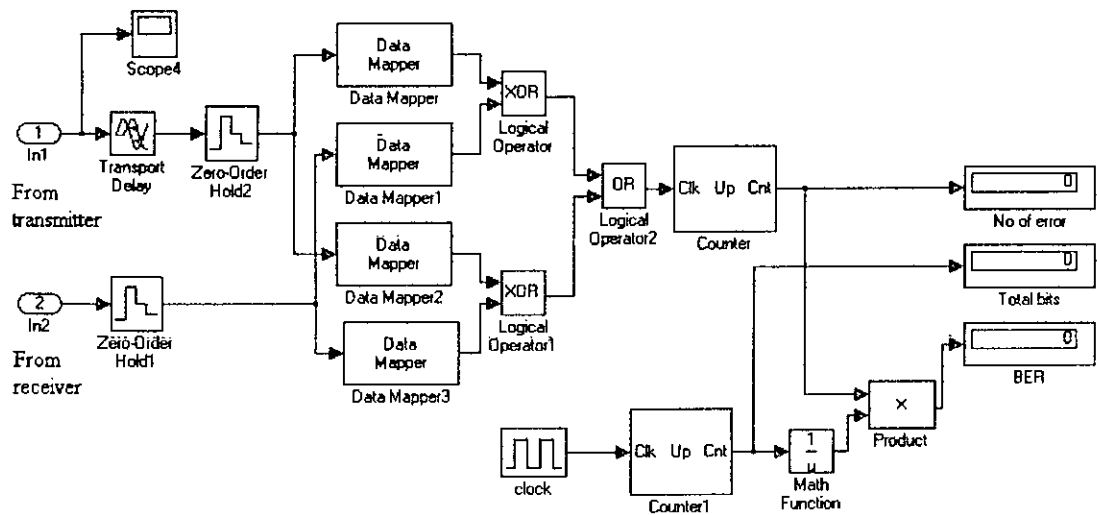 Scope4
1
In1
From
transmitter
Transport
Delay
Zero-Order
Hold2
Data
Mapper
Data Mapper
Data
Mapper
Data Mapper1
Data
Mapper
Data Mapper2
Data
Mapper
Data Mapper3
2
In2
From
receiver
Zero-Order
Hold1
XOR
Logical
Operator
XOR
Logical
Operator1
OR
Logical
Operator2
Clk Up Cnt
Counter
0
No of error
0
Total bits
0
BER
×
Product
clock
Clk Up Cnt
Counter1
1
u
Math
Function